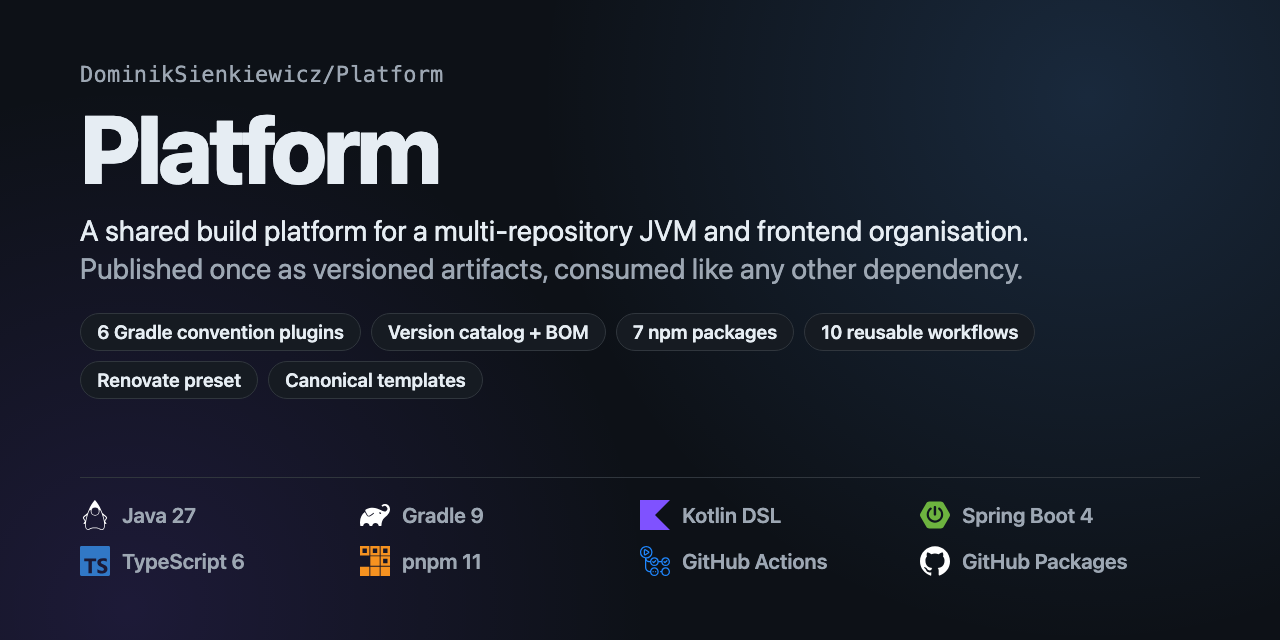 DominikSienkiewicz/Platform
Platform
A shared build platform for a multi-repository JVM and frontend organisation.
Published once as versioned artifacts, consumed like any other dependency.
6 Gradle convention plugins Version catalog + BOM 7 npm packages 10 reusable workflows
Renovate preset Canonical templates
Java 27 Gradle 9 Kotlin DSL Spring Boot 4
TS TypeScript 6 pnpm 11 GitHub Actions GitHub Packages